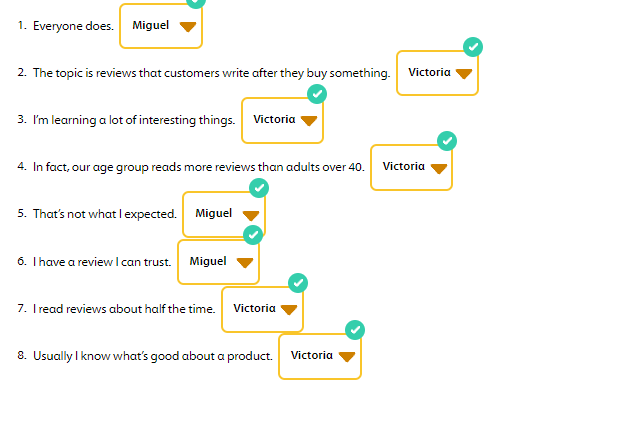 1. Everyone does. Miguel
2. The topic is reviews that customers write after they buy something. Victoria
3. I'm learning a lot of interesting things. Victoria
4. In fact, our age group reads more reviews than adults over 40. Victoria
5. That's not what I expected. Miguel
6. I have a review I can trust. Miguel
7. I read reviews about half the time. Victoria
8. Usually I know what's good about a product. Victoria